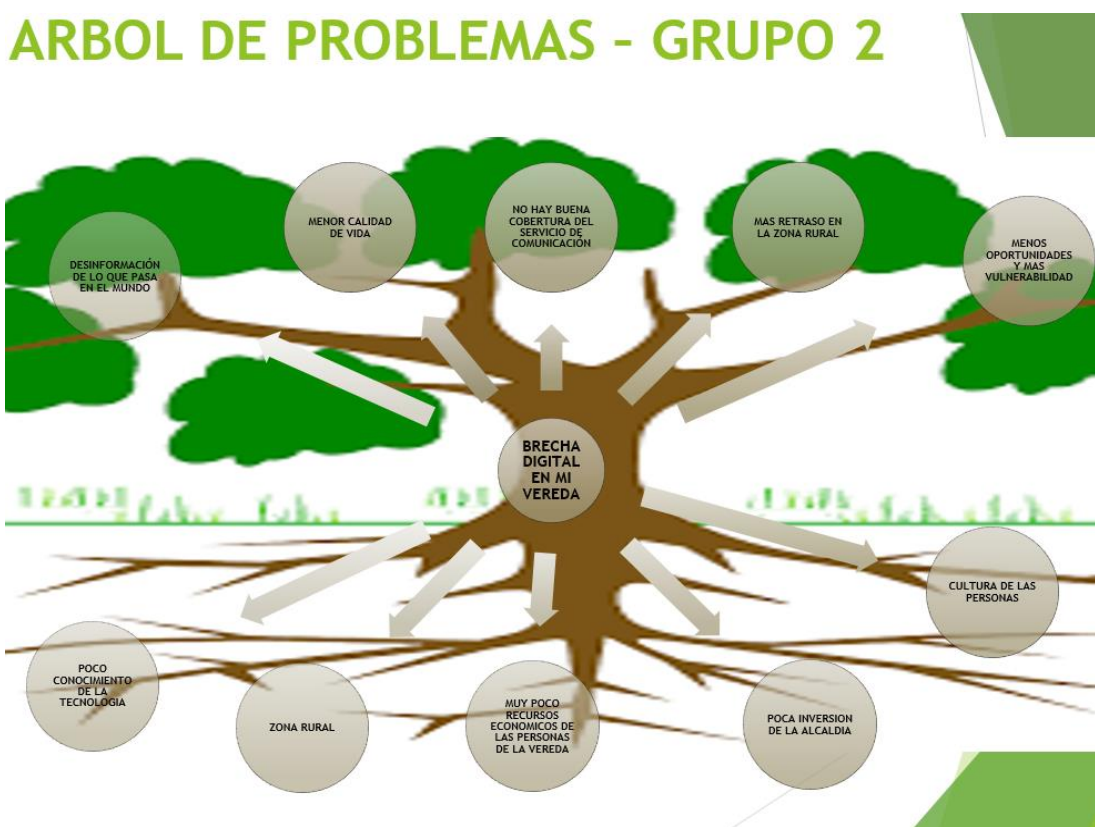 ARBOL DE PROBLEMAS – GRUPO 2
DESINFORMACIÓN
DE LO QUE PASA
EN EL MUNDO
MENOR CALIDAD
DE VIDA
NO HAY BUENA
COBERTURA DEL
SERVICIO DE
COMUNICACIÓN
MAS RETRASO EN
LA ZONA RURAL
MENOS
OPORTUNIDADES
Y MAS
VULNERABILIDAD
BRECHA
DIGITAL
EN MI
VEREDA
POCO
CONOCIMIENTO
DE LA
TECNOLOGIA
ZONA RURAL
MUY POCO
RECURSOS
ECONOMICOS DE
LAS PERSONAS
DE LA VEREDA
POCA INVERSION
DE LA ALCALDIA
CULTURA DE LAS
PERSONAS